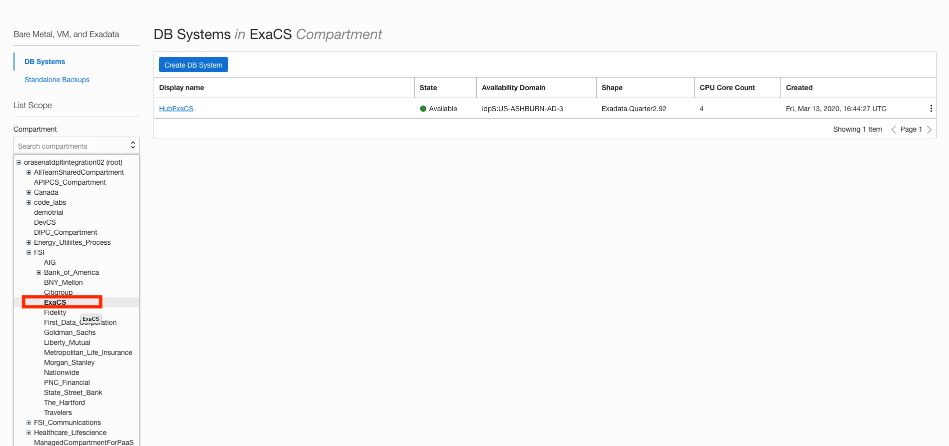 Bare Metal, VM, and Exadata
DB Systems
Standalone Backups
List Scope
Compartment
Search compartments
orasenatdpltintegration02 (root)
AllTeamSharedCompartment
APIPCS_Compartment
Canada
code_labs
demotrial
DevCS
DIPC_Compartment
Energy_Utilites_Process
FSI
AIG
Bank_of_America
BNY_Mellon
Citigroup
ExaCS
Fidelity
ExaCS
First_Data_Corporation
Goldman_Sachs
Liberty_Mutual
Metropolitan_Life_Insurance
Morgan_Stanley
Nationwide
PNC_Financial
State_Street_Bank
The_Hartford
Travelers
FSI_Communications
Healthcare_Lifescience
ManagedCompartmentForPaaS
DB Systems in ExaCS Compartment
Create DB System
Display name State Availability Domain Shape CPU Core Count Created
HubExaCS Available IdpS:US-ASHBURN-AD-3 Exadata.Quarter2.92 4 Fri, Mar 13, 2020, 16:44:27 UTC
Showing 1 Item Page 1